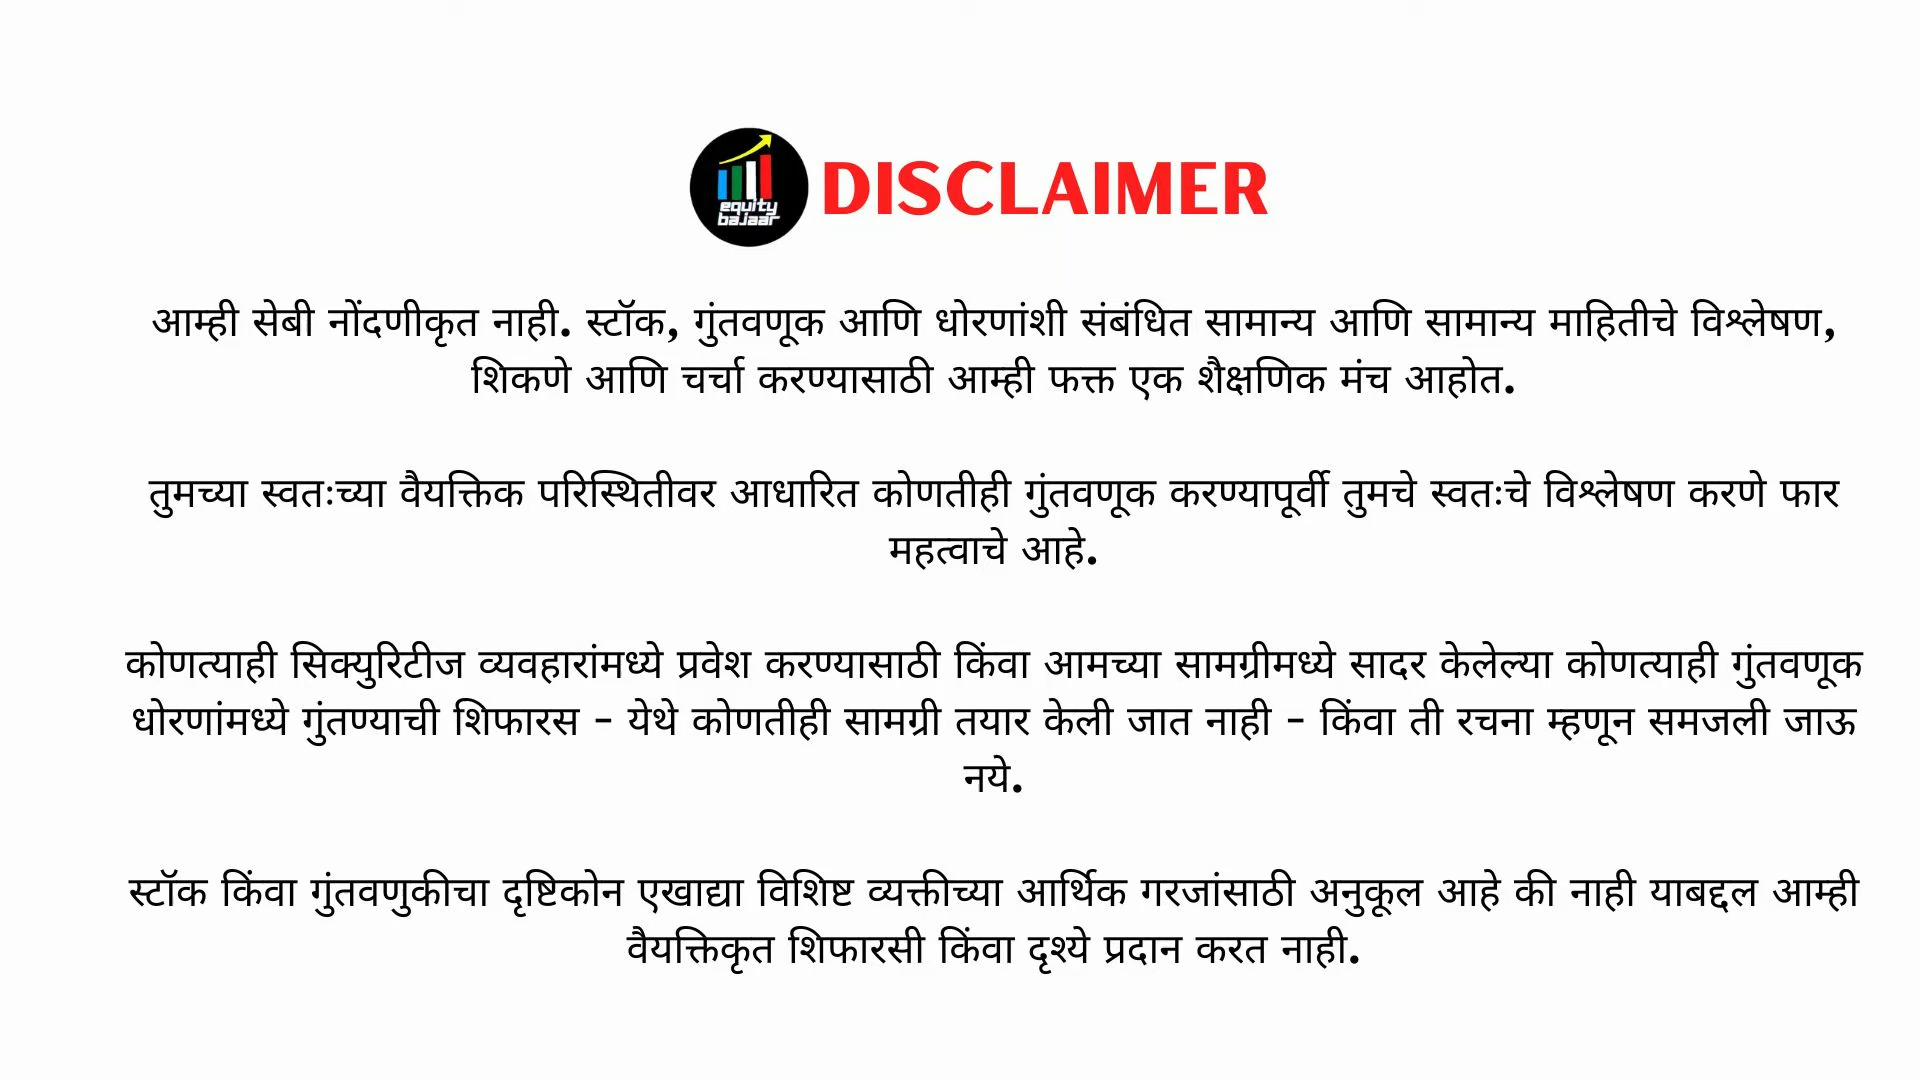 equity
bajaar
DISCLAIMER
आम्ही सेबी नोंदणीकृत नाही. स्टॉक, गुंतवणूक आणि धोरणांशी संबंधित सामान्य आणि सामान्य माहितीचे विश्लेषण,
शिकणे आणि चर्चा करण्यासाठी आम्ही फक्त एक शैक्षणिक मंच आहोत.
तुमच्या स्वतःच्या वैयक्तिक परिस्थितीवर आधारित कोणतीही गुंतवणूक करण्यापूर्वी तुमचे स्वतःचे विश्लेषण करणे फार
महत्वाचे आहे.
कोणत्याही सिक्युरिटीज व्यवहारांमध्ये प्रवेश करण्यासाठी किंवा आमच्या सामग्रीमध्ये सादर केलेल्या कोणत्याही गुंतवणूक
धोरणांमध्ये गुंतण्याची शिफारस - येथे कोणतीही सामग्री तयार केली जात नाही - किंवा ती रचना म्हणून समजली जाऊ
नये.
स्टॉक किंवा गुंतवणुकीचा दृष्टिकोन एखाद्या विशिष्ट व्यक्तीच्या आर्थिक गरजांसाठी अनुकूल आहे की नाही याबद्दल आम्ही
वैयक्तिकृत शिफारसी किंवा दृश्ये प्रदान करत नाही.